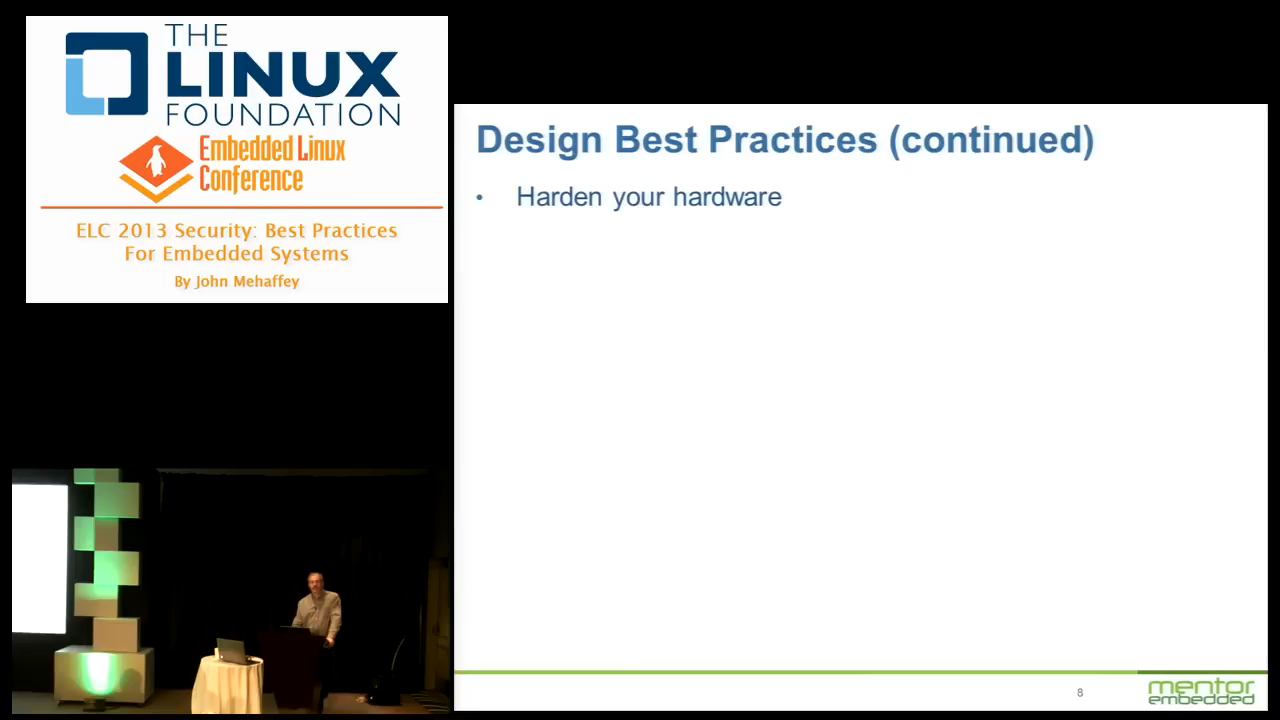 THE
LINUX
FOUNDATION
Embedded Linux
Conference
ELC 2013 Security: Best Practices
For Embedded Systems
By John Mehaffey
Design Best Practices (continued)
• Harden your hardware
8
mentor
embedded